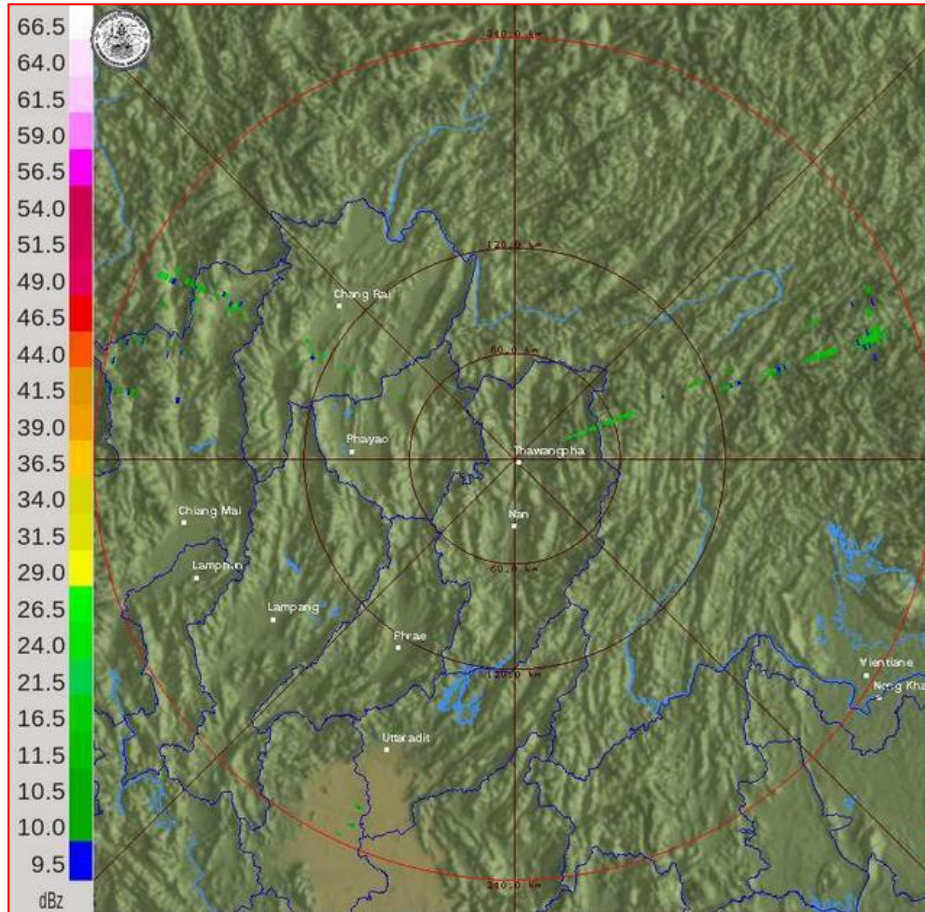 66.5
64.0
61.5
59.0
56.5
54.0
51.5
49.0
46.5
44.0
41.5
39.0
36.5
34.0
31.5
29.0
26.5
24.0
21.5
16.5
11.5
10.5
10.0
9.5
dBz
240.0 km
120.0 km
Chang Rai
60.0 km
Phayao
Thawangpha
Chiang Mai
Nan
60.0 km
Lamphun
Lampang
Phrae
120.0 km
Vientiane
Nong Kha
Uttaradit
240.0 km